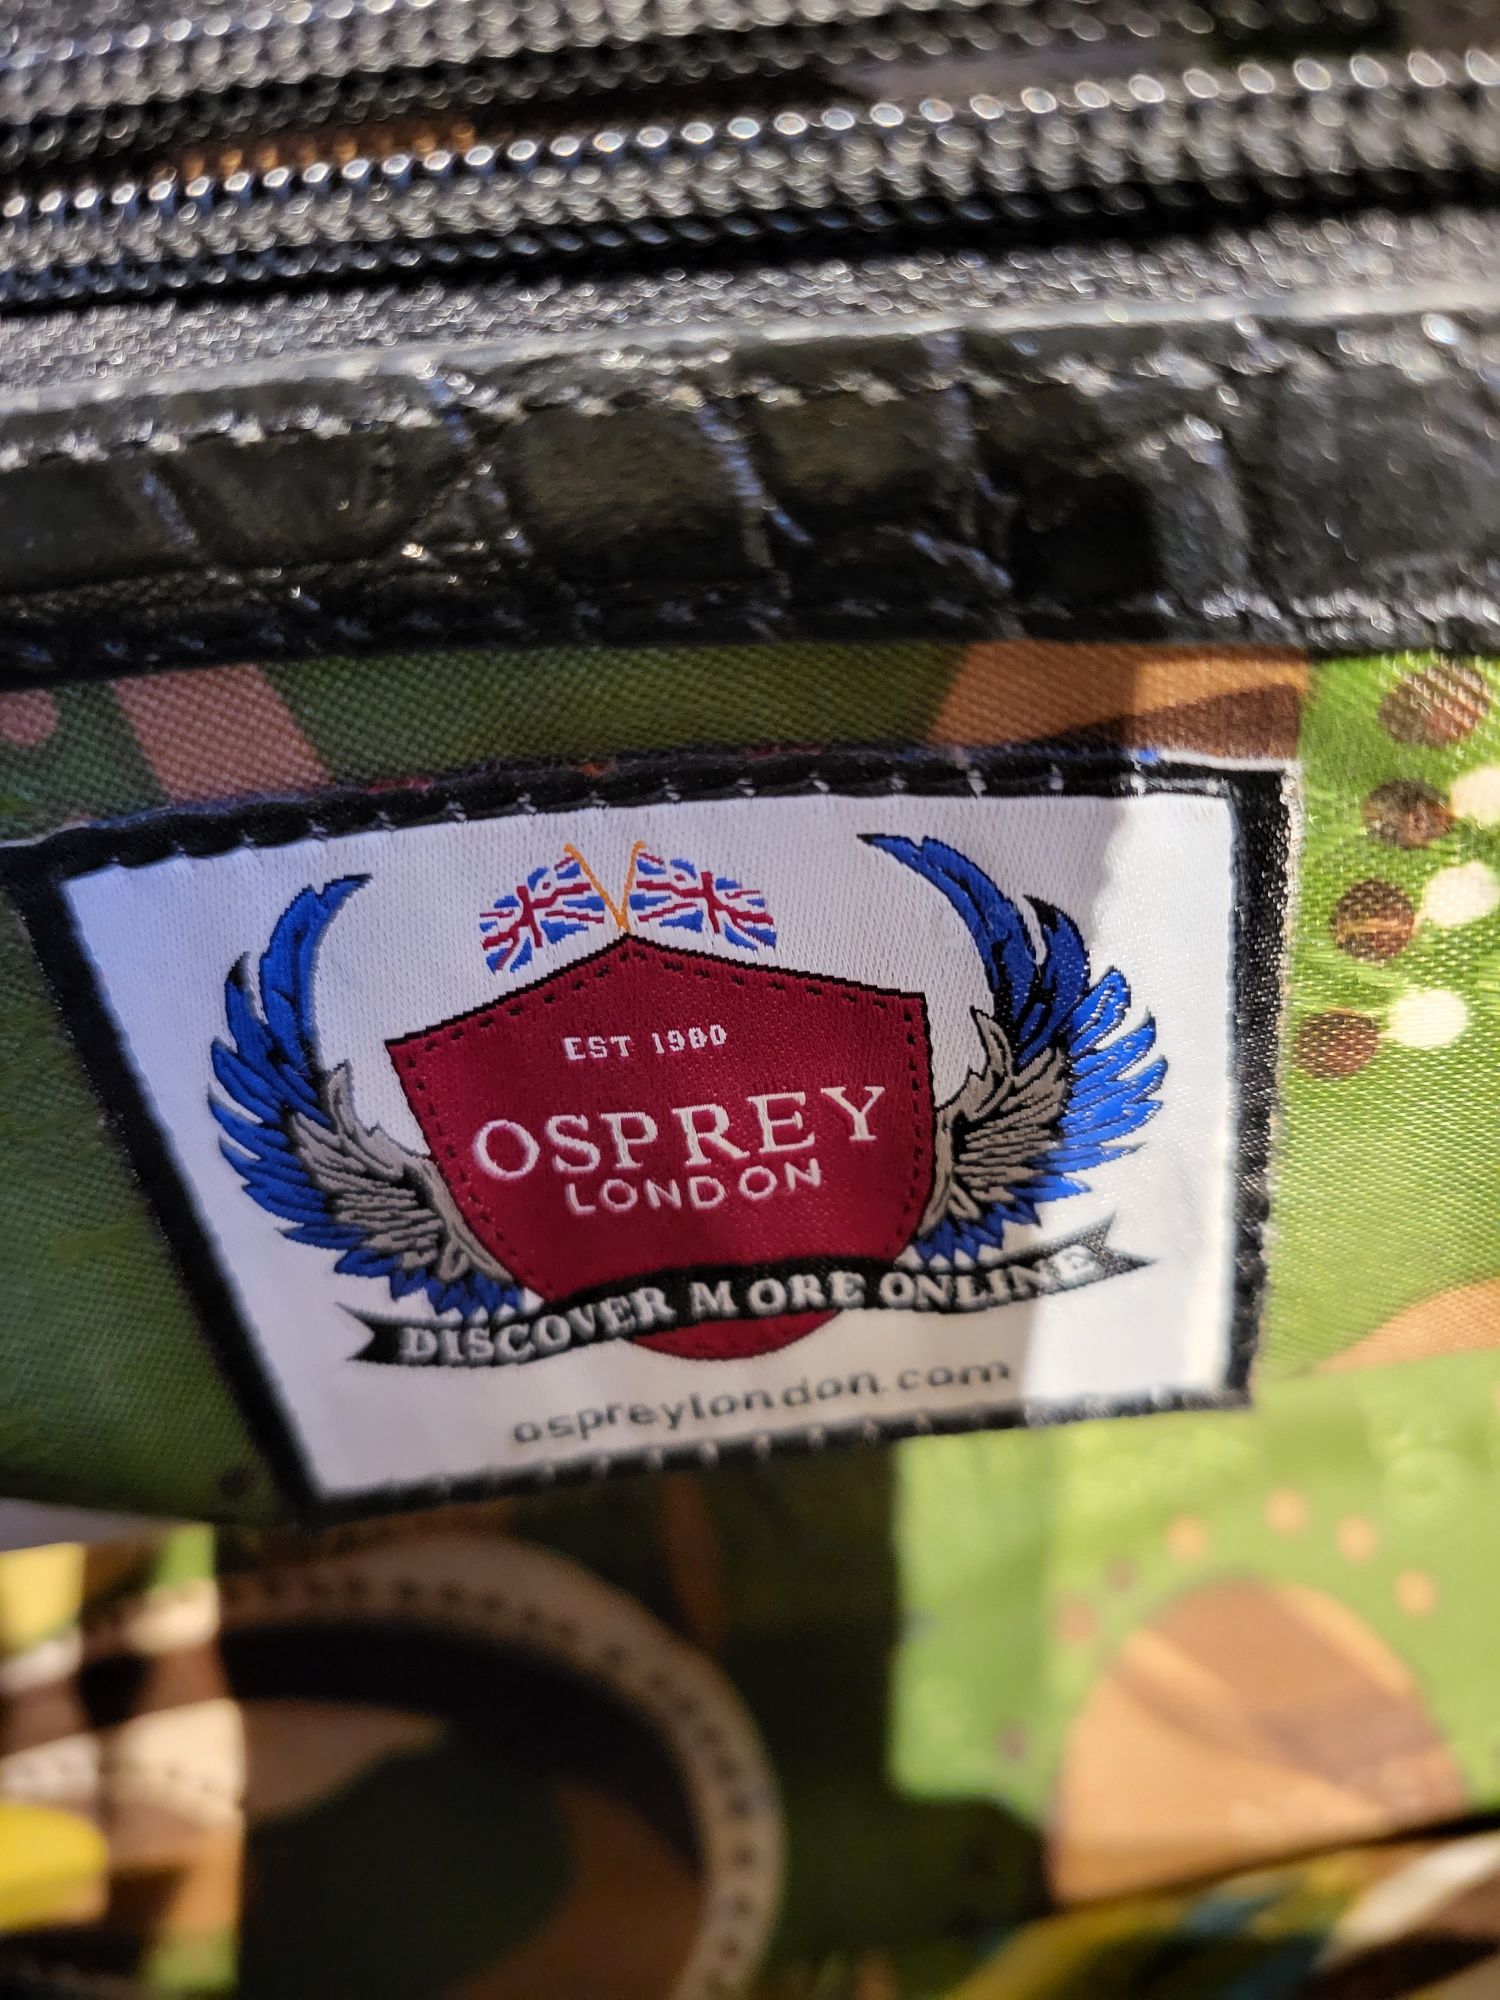 EST 1980
OSPREY
LONDON
DISCOVER MORE ONLINE
ospreylondon.com